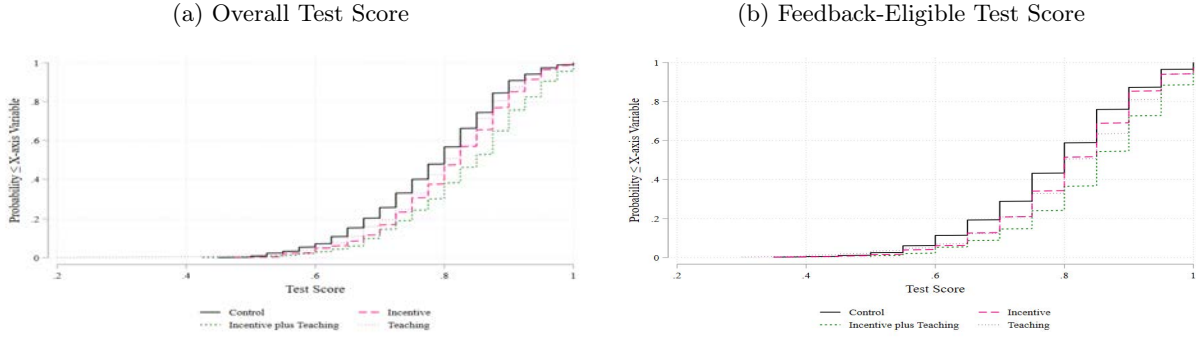 (a) Overall Test Score
Probability ≤ X-axis Variable
1
.8
.6
.4
.2
0
.2 .4 .6 .8 1
Test Score
Control Incentive
Incentive plus Teaching Teaching
(b) Feedback-Eligible Test Score
Probability ≤ X-axis Variable
1
.8
.6
.4
.2
0
.2 .4 .6 .8 1
Test Score
Control Incentive
Incentive plus Teaching Teaching